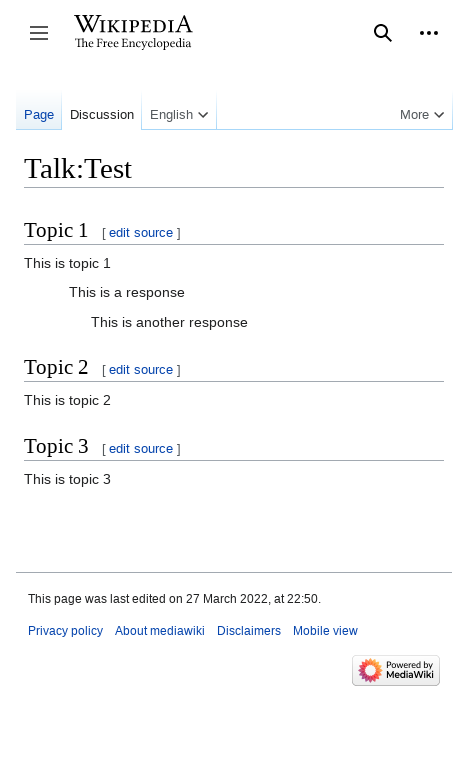 WIKIPEDIA
The Free Encyclopedia
Page Discussion English More
Talk:Test
Topic 1 [ edit source ]
This is topic 1
This is a response
This is another response
Topic 2 [ edit source ]
This is topic 2
Topic 3 [ edit source ]
This is topic 3
This page was last edited on 27 March 2022, at 22:50.
Privacy policy About mediawiki Disclaimers Mobile view
Powered by
MediaWiki